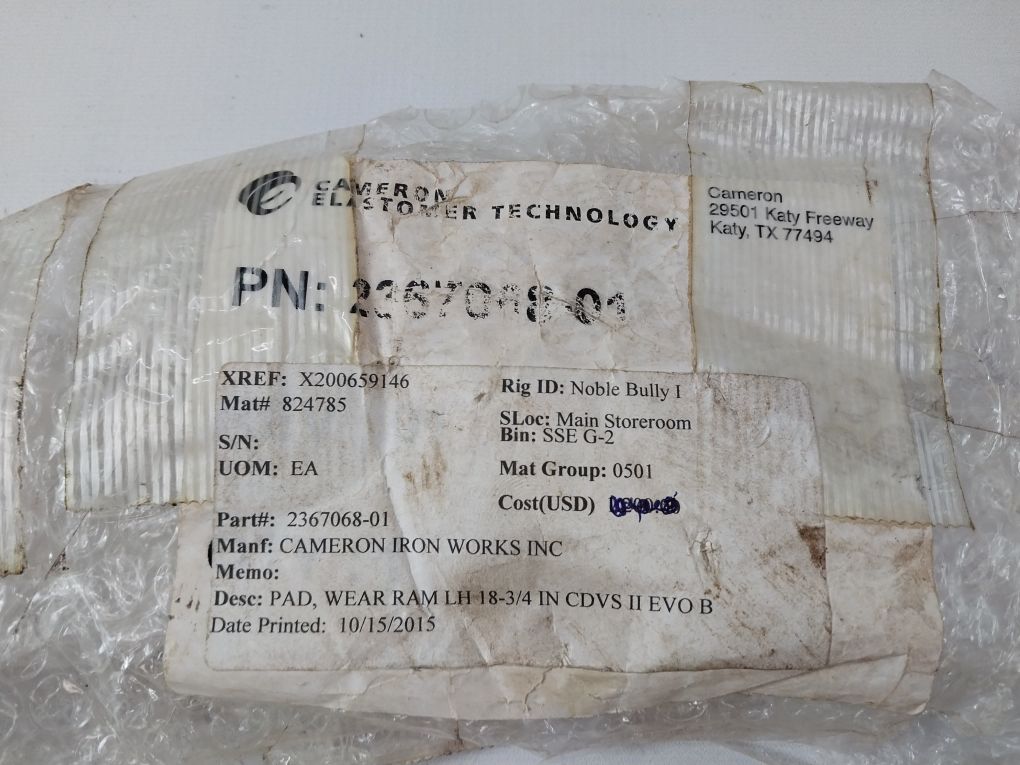 CAMERON
ELASTOMER TECHNOLOGY
Cameron
29501 Katy Freeway
Katy, TX 77494
PN: 2367068-01
XREF: X200659146
Mat# 824785
S/N:
UOM: EA
Rig ID: Noble Bully I
SLoc: Main Storeroom
Bin: SSE G-2
Mat Group: 0501
Cost(USD)
Part#: 2367068-01
Manf: CAMERON IRON WORKS INC
Memo:
Desc: PAD, WEAR RAM LH 18-3/4 IN CDVS II EVO B
Date Printed: 10/15/2015